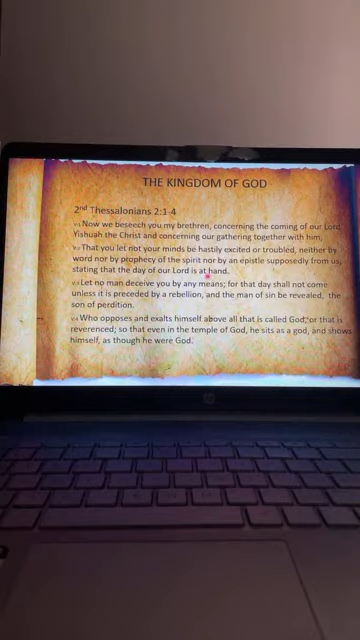 THE KINGDOM OF GOD
2nd Thessalonians 2:1-4
V.1 Now we beseech you my brethren, concerning the coming of our Lord
Yishuah the Christ and concerning our gathering together with him,
V.2 That you let not your minds be hastily excited or troubled, neither by
word nor by prophecy of the spirit nor by an epistle supposedly from us,
stating that the day of our Lord is at hand.
V.3 Let no man deceive you by any means; for that day shall not come
unless it is preceded by a rebellion, and the man of sin be revealed, the
son of perdition.
V.4 Who opposes and exalts himself above all that is called God, or that is
reverenced; so that even in the temple of God, he sits as a god, and shows
himself, as though he were God.
hp